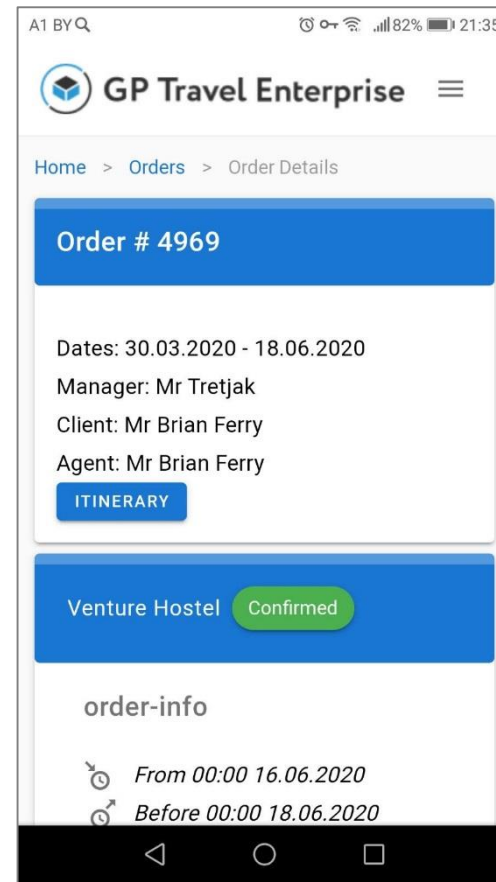 A1 BY 82% 21:35
GP Travel Enterprise
Home > Orders > Order Details
Order # 4969
Dates: 30.03.2020 - 18.06.2020
Manager: Mr Tretjak
Client: Mr Brian Ferry
Agent: Mr Brian Ferry
ITINERARY
Venture Hostel Confirmed
order-info
From 00:00 16.06.2020
Before 00:00 18.06.2020